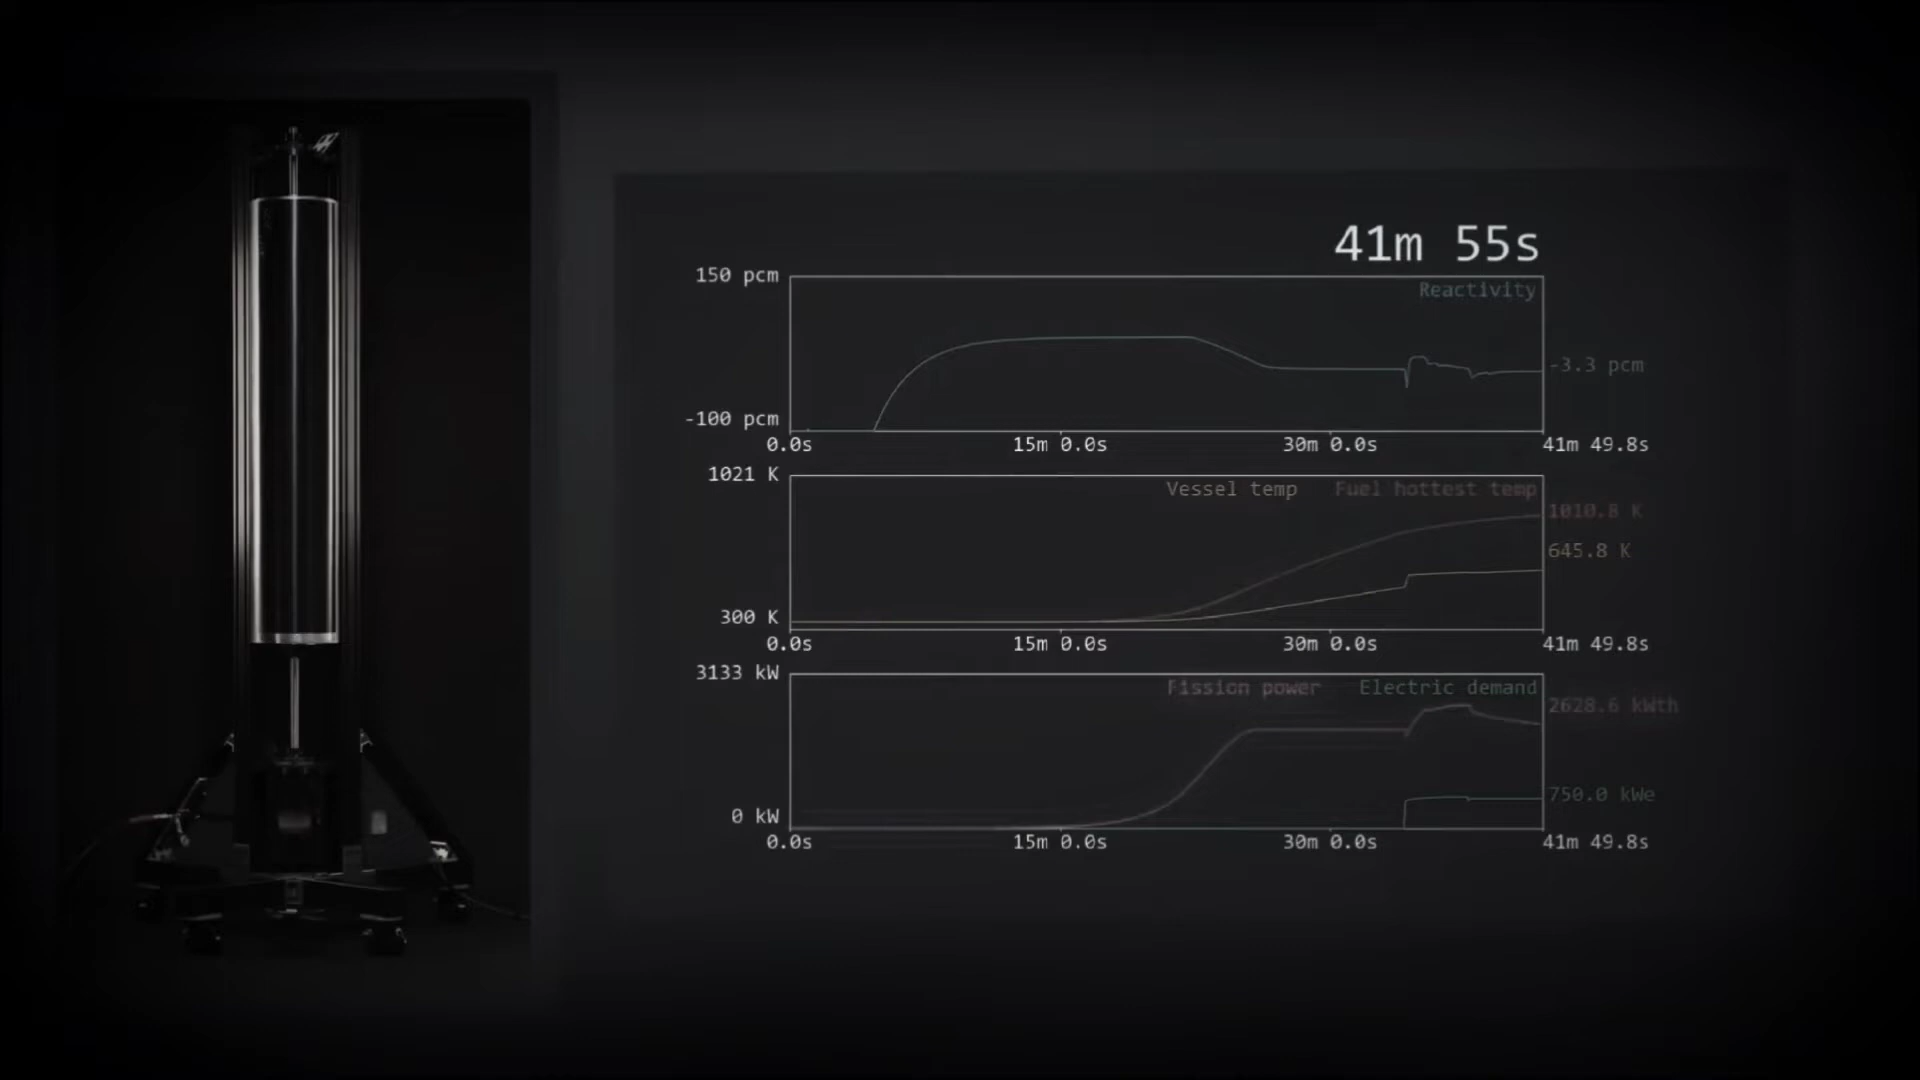 41m 55s
150 pcm
Reactivity
-3.3 pcm
-100 pcm
0.0s 15m 0.0s 30m 0.0s 41m 49.8s
1021 K
Vessel temp Fuel hottest temp
1010.8 K
645.8 K
300 K
0.0s 15m 0.0s 30m 0.0s 41m 49.8s
3133 kW
Fission power Electric demand
2628.6 kWth
750.0 kWe
0 kW
0.0s 15m 0.0s 30m 0.0s 41m 49.8s